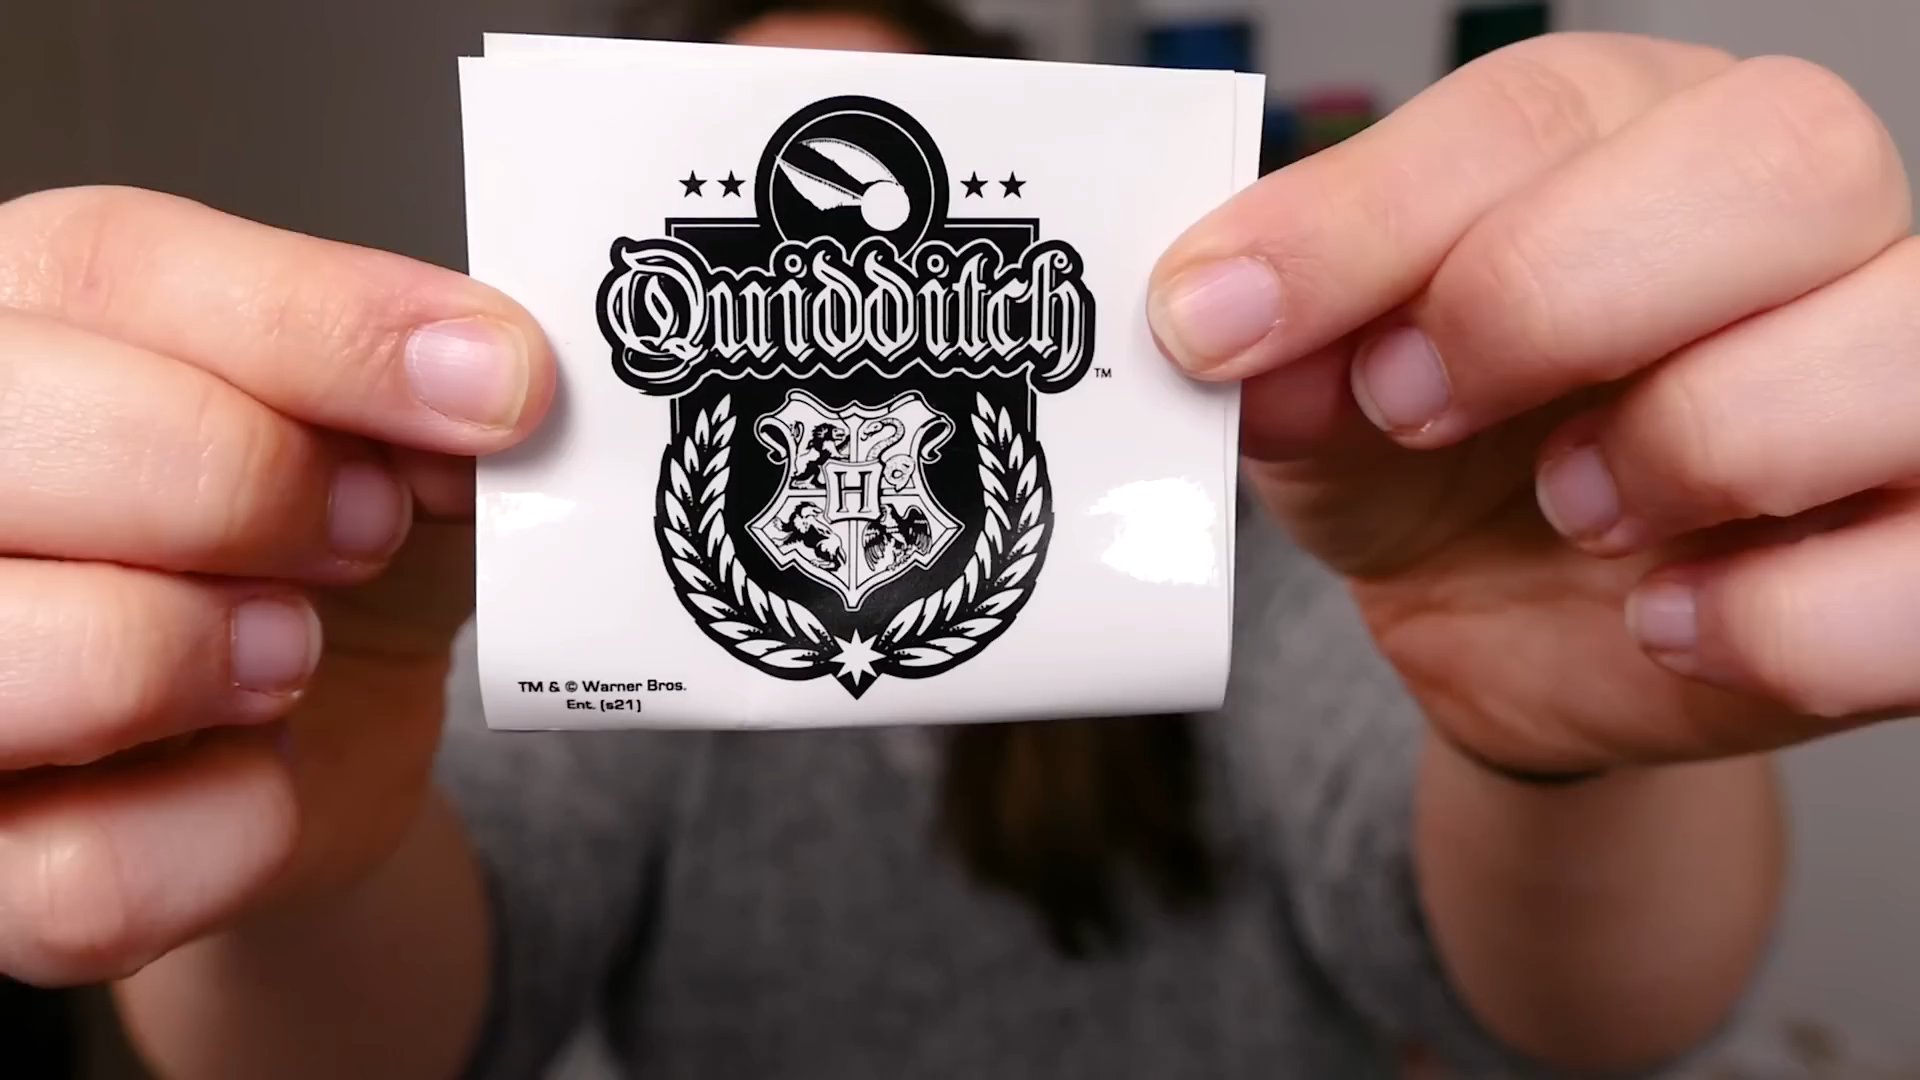 Quidditch
TM
H
TM & © Warner Bros.
Ent. (s21)